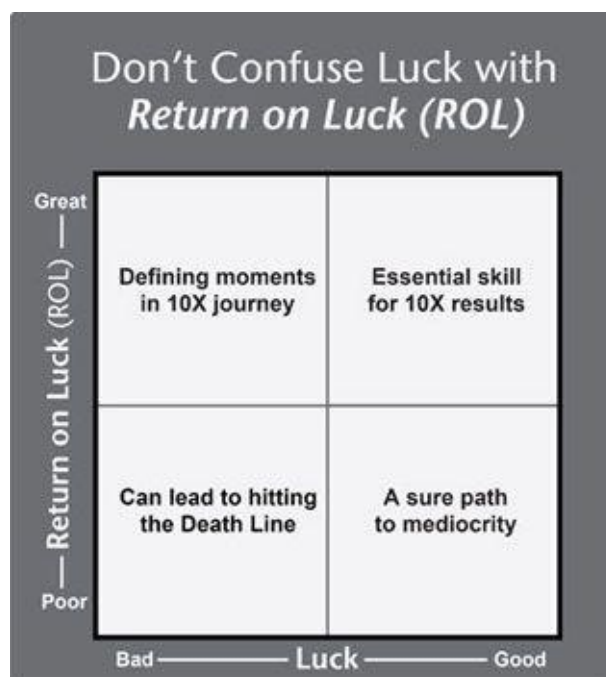 Don't Confuse Luck with
Return on Luck (ROL)
Great
Defining moments
in 10X journey
Essential skill
for 10X results
Return on Luck (ROL)
Can lead to hitting
the Death Line
A sure path
to mediocrity
Poor
Bad
Luck
Good